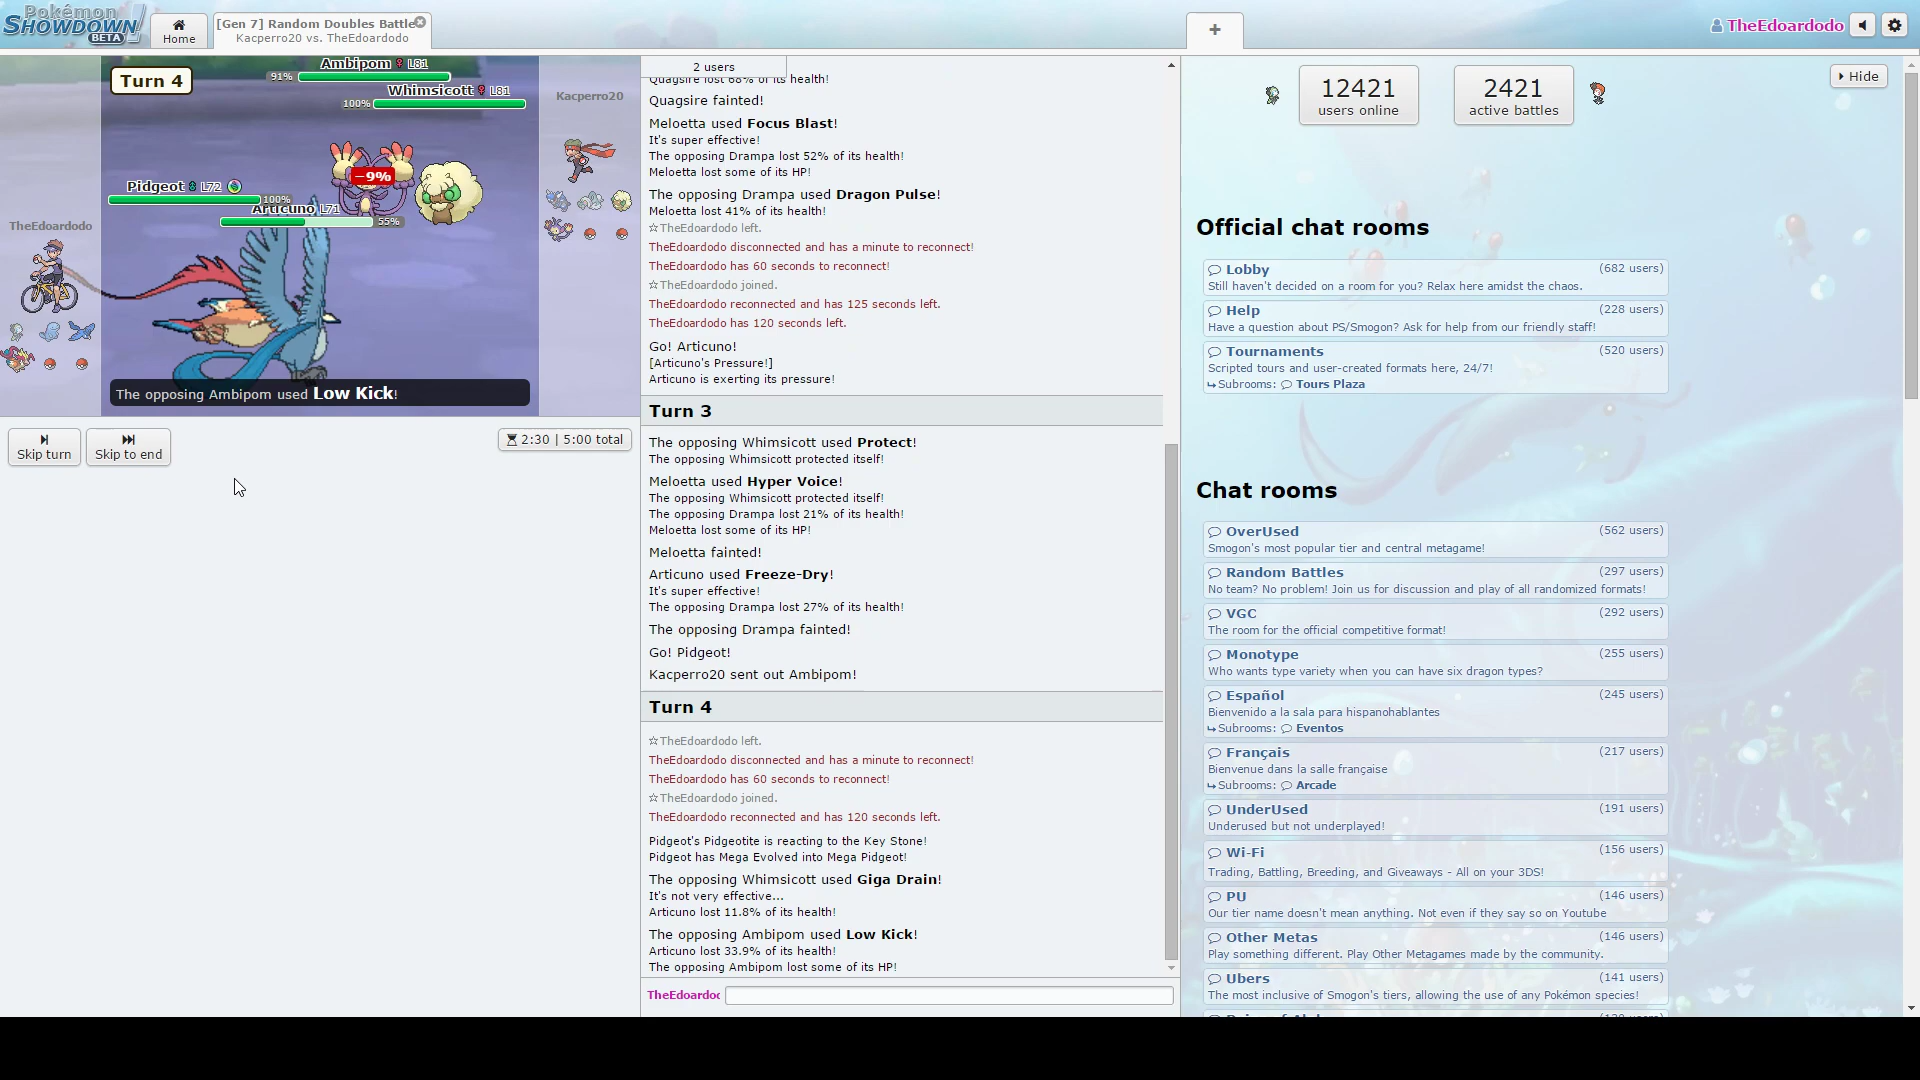 Pokémon
SHOWDOWN!
BETA
Home
[Gen 7] Random Doubles Battle
Kacperro20 vs. TheEdoardodo
+
TheEdoardodo
Turn 4
Ambipom L81
91%
Whimsicott L81
100%
Pidgeot L72
100%
Articuno L71
55%
−9%
TheEdoardodo
Kacperro20
The opposing Ambipom used Low Kick!
Skip turn
Skip to end
2:30 | 5:00 total
2 users
Quagsire lost 68% of its health!
Quagsire fainted!
Meloetta used Focus Blast!
It's super effective!
The opposing Drampa lost 52% of its health!
Meloetta lost some of its HP!
The opposing Drampa used Dragon Pulse!
Meloetta lost 41% of its health!
☆TheEdoardodo left.
TheEdoardodo disconnected and has a minute to reconnect!
TheEdoardodo has 60 seconds to reconnect!
☆TheEdoardodo joined.
TheEdoardodo reconnected and has 125 seconds left.
TheEdoardodo has 120 seconds left.
Go! Articuno!
[Articuno's Pressure!]
Articuno is exerting its pressure!
Turn 3
The opposing Whimsicott used Protect!
The opposing Whimsicott protected itself!
Meloetta used Hyper Voice!
The opposing Whimsicott protected itself!
The opposing Drampa lost 21% of its health!
Meloetta lost some of its HP!
Meloetta fainted!
Articuno used Freeze-Dry!
It's super effective!
The opposing Drampa lost 27% of its health!
The opposing Drampa fainted!
Go! Pidgeot!
Kacperro20 sent out Ambipom!
Turn 4
☆TheEdoardodo left.
TheEdoardodo disconnected and has a minute to reconnect!
TheEdoardodo has 60 seconds to reconnect!
☆TheEdoardodo joined.
TheEdoardodo reconnected and has 120 seconds left.
Pidgeot's Pidgeotite is reacting to the Key Stone!
Pidgeot has Mega Evolved into Mega Pidgeot!
The opposing Whimsicott used Giga Drain!
It's not very effective...
Articuno lost 11.8% of its health!
The opposing Ambipom used Low Kick!
Articuno lost 33.9% of its health!
The opposing Ambipom lost some of its HP!
TheEdoardoc
Hide
12421
users online
2421
active battles
Official chat rooms
Lobby (682 users)
Still haven't decided on a room for you? Relax here amidst the chaos.
Help (228 users)
Have a question about PS/Smogon? Ask for help from our friendly staff!
Tournaments (520 users)
Scripted tours and user-created formats here, 24/7!
Subrooms: Tours Plaza
Chat rooms
OverUsed (562 users)
Smogon's most popular tier and central metagame!
Random Battles (297 users)
No team? No problem! Join us for discussion and play of all randomized formats!
VGC (292 users)
The room for the official competitive format!
Monotype (255 users)
Who wants type variety when you can have six dragon types?
Español (245 users)
Bienvenido a la sala para hispanohablantes
Subrooms: Eventos
Français (217 users)
Bienvenue dans la salle française
Subrooms: Arcade
UnderUsed (191 users)
Underused but not underplayed!
Wi-Fi (156 users)
Trading, Battling, Breeding, and Giveaways - All on your 3DS!
PU (146 users)
Our tier name doesn't mean anything. Not even if they say so on Youtube
Other Metas (146 users)
Play something different. Play Other Metagames made by the community.
Ubers (141 users)
The most inclusive of Smogon's tiers, allowing the use of any Pokémon species!